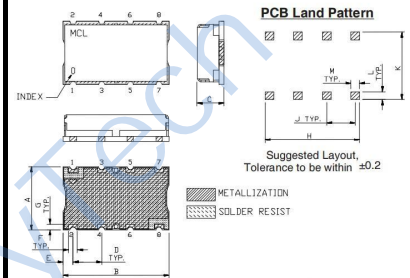 PCB Land Pattern
2 4 6 8
MCL
INDEX
1 3 5 7
C
M
TYP.
L
TYP.
K
J TYP.
H
Suggested Layout,
Tolerance to be within ±0.2
1 3 5 7
A
G
TYP.
F
TYP.
2 4 6 8
D
TYP.
E
B
METALLIZATION
SOLDER RESIST